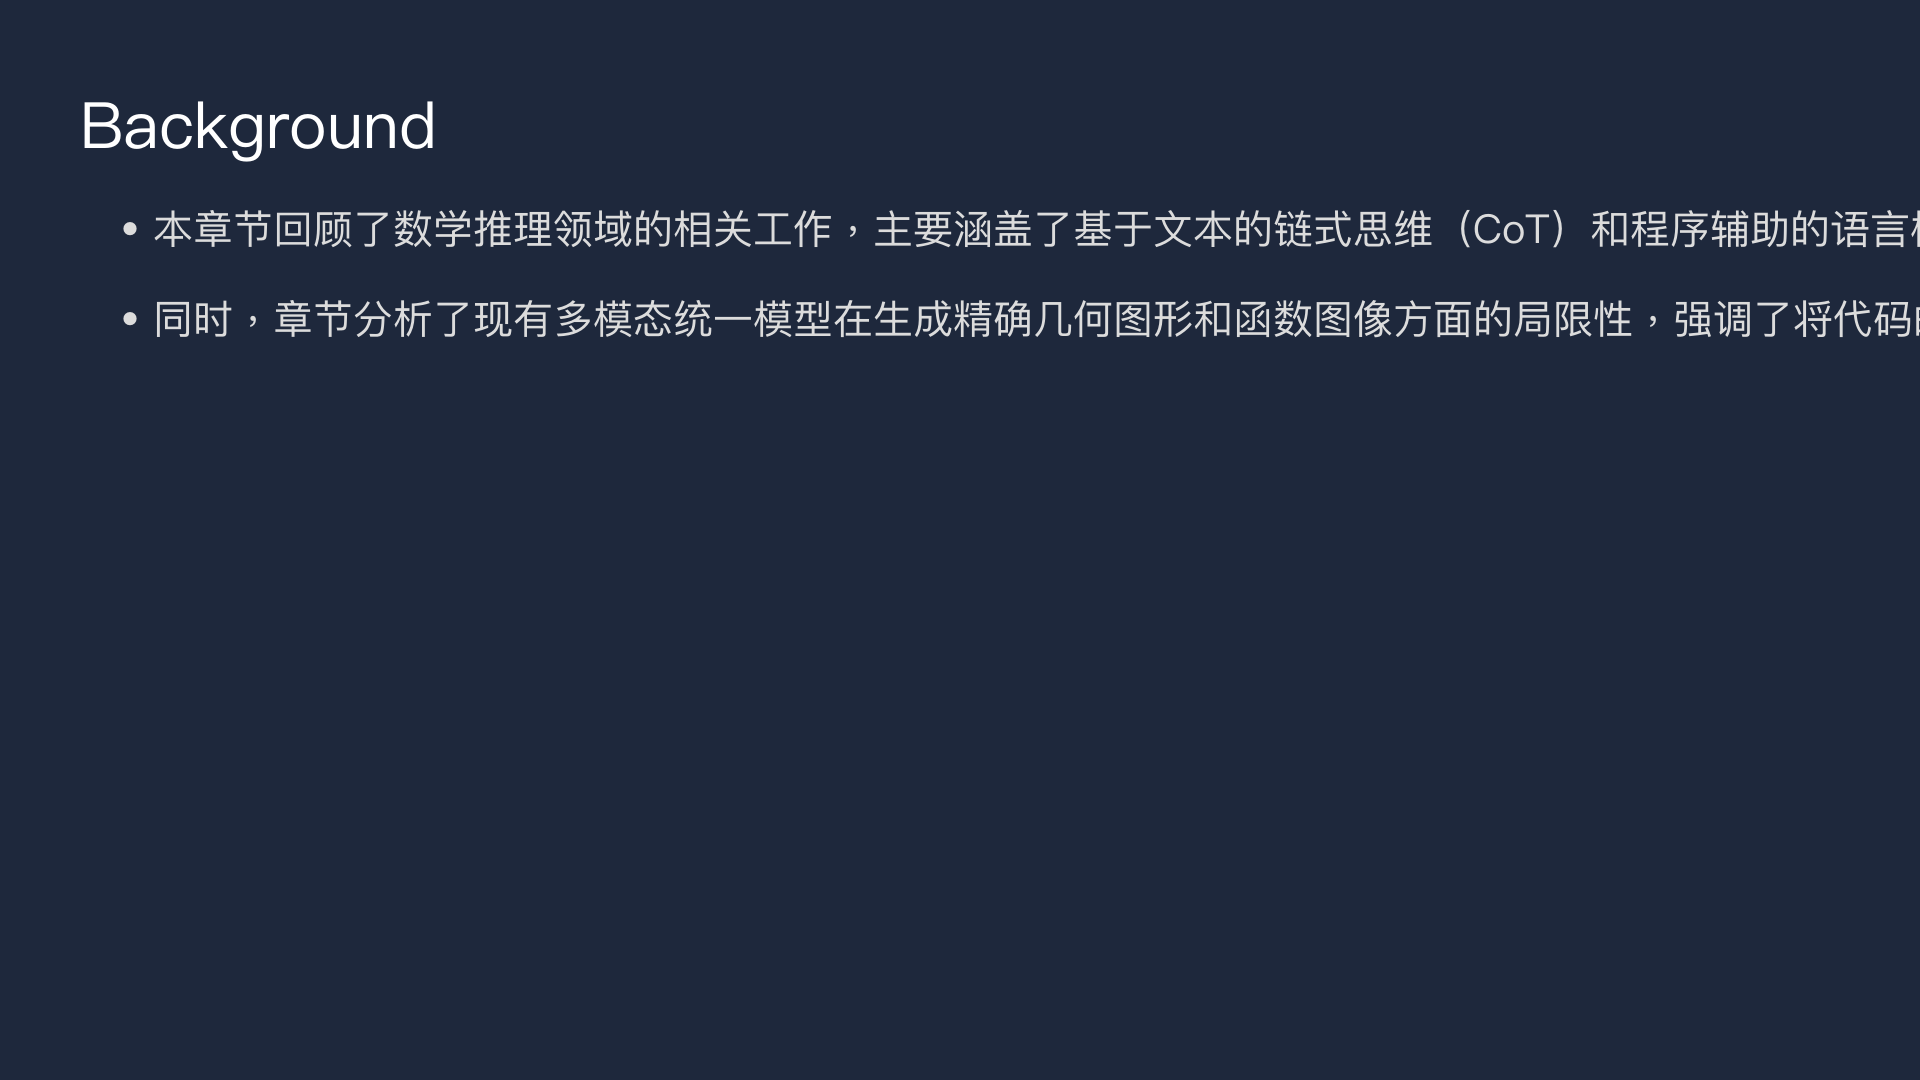 Background
• 本章节回顾了数学推理领域的相关工作，主要涵盖了基于文本的链式思维（CoT）和程序辅助的语言
• 同时，章节分析了现有多模态统一模型在生成精确几何图形和函数图像方面的局限性，强调了将代码